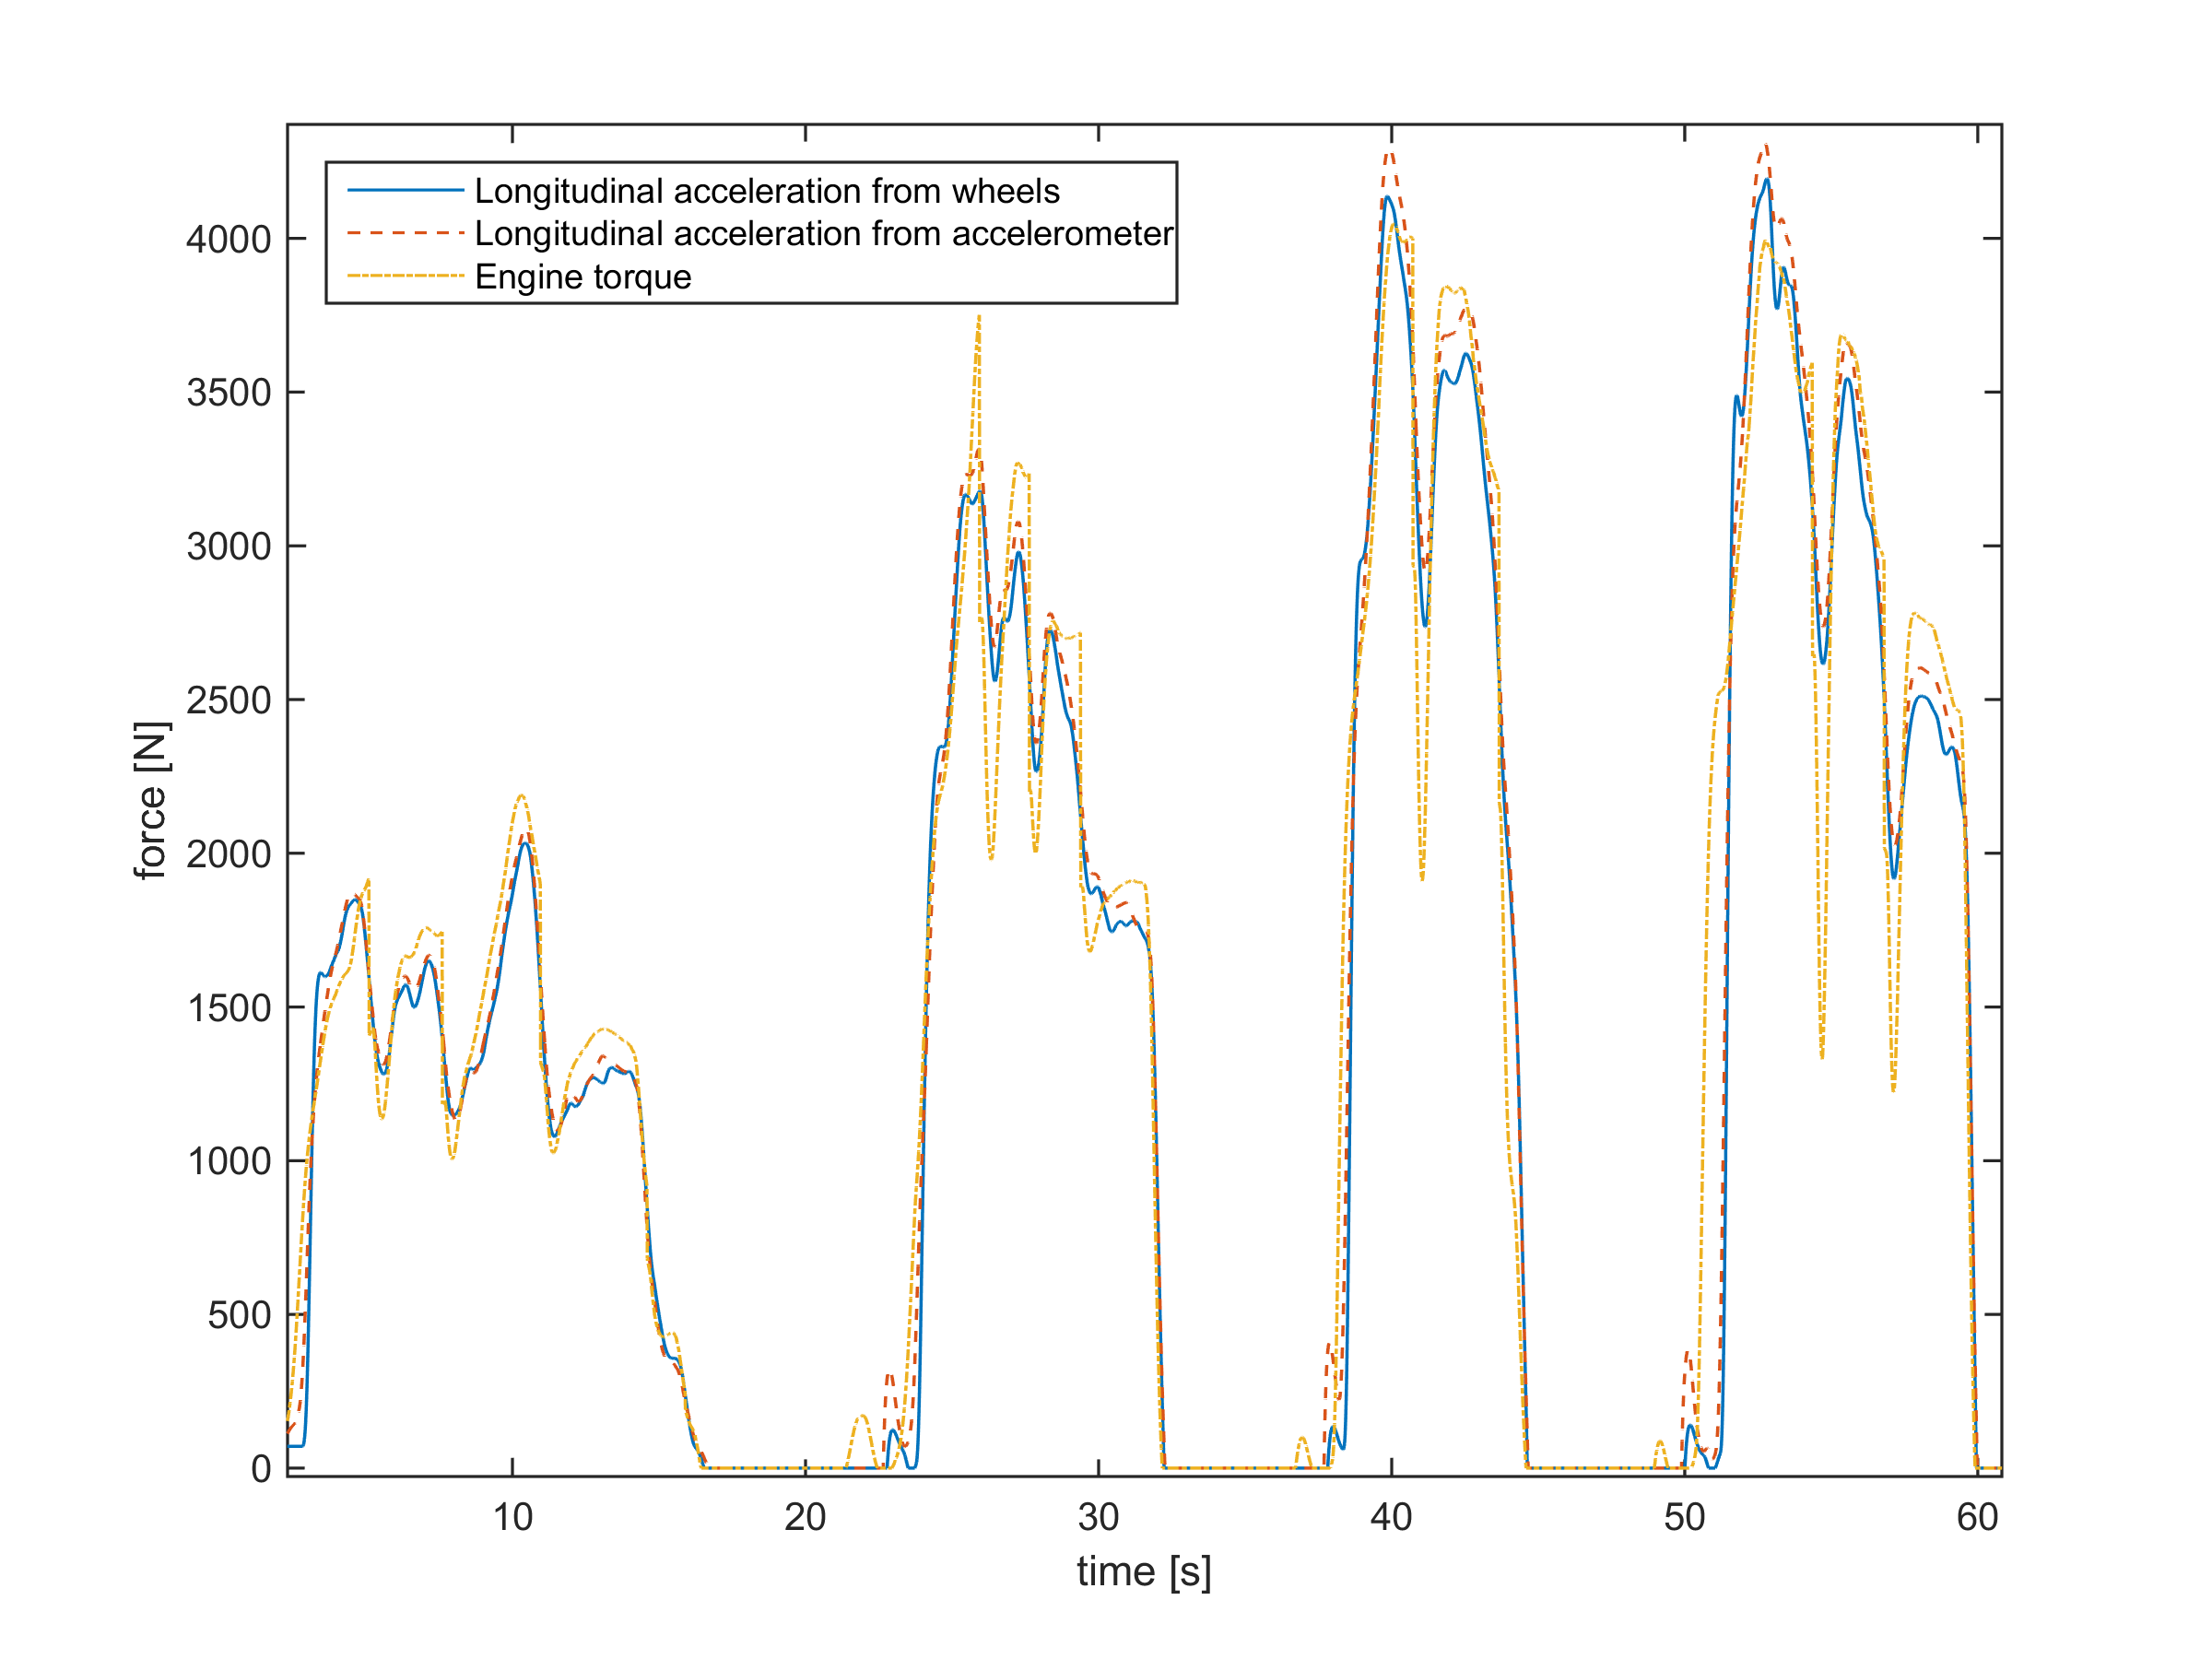 Longitudinal acceleration from wheels
Longitudinal acceleration from accelerometer
Engine torque
4000
3500
3000
2500
2000
1500
1000
500
0
force [N]
10 20 30 40 50 60
time [s]